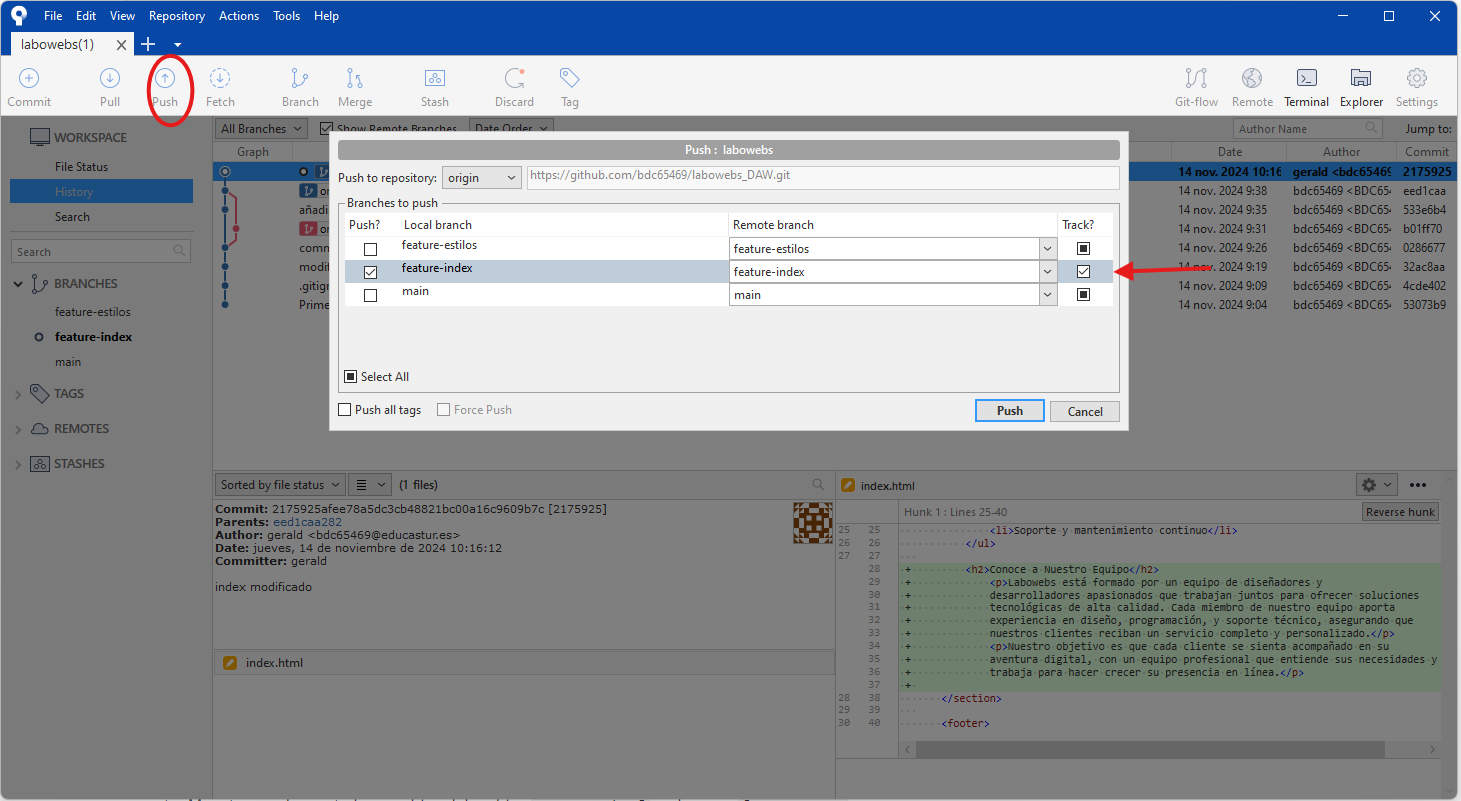 File Edit View Repository Actions Tools Help
labowebs(1)
Commit Pull Push Fetch Branch Merge Stash Discard Tag Git-flow Remote Terminal Explorer Settings
WORKSPACE
File Status
History
Search
Search
BRANCHES
feature-estilos
feature-index
main
TAGS
REMOTES
STASHES
All Branches Show Remote Branches Date Order Author Name Jump to:
Graph Date Author Commit
14 nov. 2024 10:16 gerald <bdc65469 2175925
14 nov. 2024 9:38 bdc65469 <BDC654 eed1caa
añadi 14 nov. 2024 9:35 bdc65469 <BDC654 533e6b4
14 nov. 2024 9:31 bdc65469 <BDC654 b01ff70
comm 14 nov. 2024 9:26 bdc65469 <BDC654 0286677
modif 14 nov. 2024 9:19 bdc65469 <BDC654 32ac8aa
.gitign 14 nov. 2024 9:09 bdc65469 <BDC654 4cde402
Prime 14 nov. 2024 9:04 bdc65469 <BDC654 53073b9
Push : labowebs
Push to repository: origin https://github.com/bdc65469/labowebs_DAW.git
Branches to push
Push? Local branch Remote branch Track?
feature-estilos feature-estilos
feature-index feature-index
main main
Select All
Push all tags Force Push Push Cancel
Sorted by file status (1 files)
Commit: 2175925afee78a5dc3cb48821bc00a16c9609b7c [2175925]
Parents: eed1caa282
Author: gerald <bdc65469@educastur.es>
Date: jueves, 14 de noviembre de 2024 10:16:12
Committer: gerald
index modificado
index.html
index.html
Hunk 1 : Lines 25-40 Reverse hunk
25 25 <li>Soporte y mantenimiento continuo</li>
26 26 </ul>
27 27
28 + <h2>Conoce a Nuestro Equipo</h2>
29 + <p>Labowebs está formado por un equipo de diseñadores y
30 + desarrolladores apasionados que trabajan juntos para ofrecer soluciones
31 + tecnológicas de alta calidad. Cada miembro de nuestro equipo aporta
32 + experiencia en diseño, programación, y soporte técnico, asegurando que
33 + nuestros clientes reciban un servicio completo y personalizado.</p>
34 + <p>Nuestro objetivo es que cada cliente se sienta acompañado en su
35 + aventura digital, con un equipo profesional que entiende sus necesidades y
36 + trabaja para hacer crecer su presencia en línea.</p>
37 +
28 38 </section>
29 39
30 40 <footer>